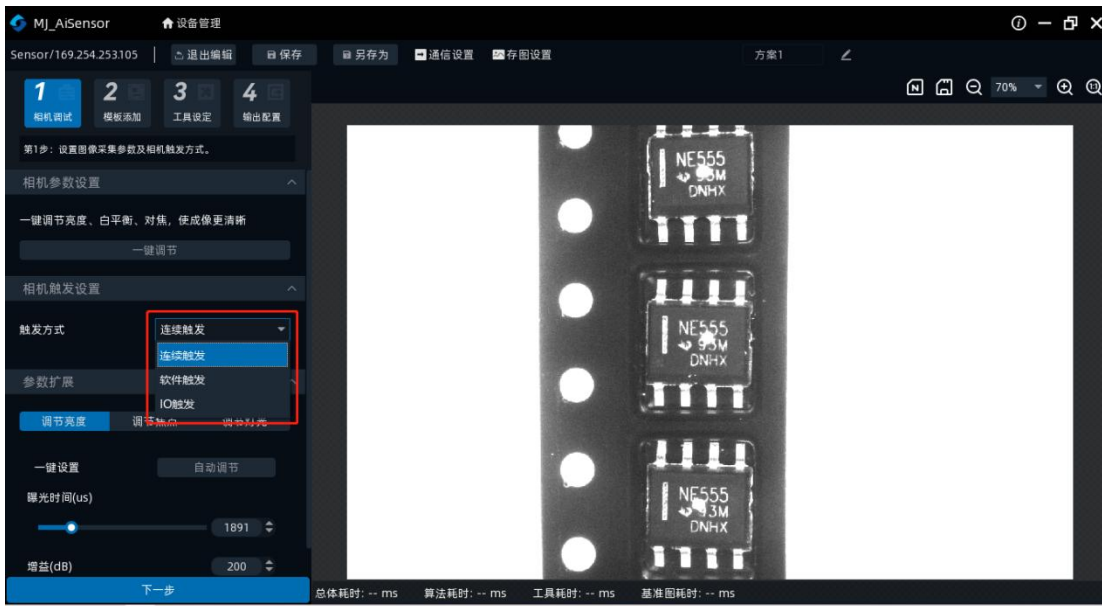 MJ_AiSensor 设备管理
Sensor/169.254.253.105 退出编辑 保存 另存为 通信设置 存图设置 方案1
1 2 3 4
相机调试 模板添加 工具设定 输出配置
N 70% 1:1
第1步：设置图像采集参数及相机触发方式。
相机参数设置
一键调节亮度、白平衡、对焦，使成像更清晰
一键调节
相机触发设置
触发方式 连续触发
连续触发
软件触发
IO触发
参数扩展
调节亮度
一键设置 自动调节
曝光时间(us)
1891
增益(dB) 200
下一步
NE555
93M
DNHX
NE555
93M
DNHX
NE555
93M
DNHX
总体耗时: -- ms 算法耗时: -- ms 工具耗时: -- ms 基准图耗时: -- ms